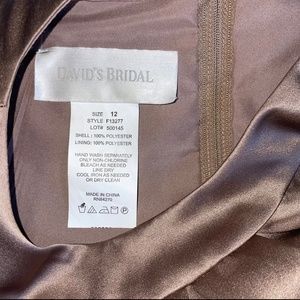 DAVID'S BRIDAL
SIZE 12
STYLE F13277
LOT# 500145
SHELL: 100% POLYESTER
LINING: 100% POLYESTER
HAND WASH SEPARATELY
ONLY NON-CHLORINE
BLEACH AS NEEDED
LINE DRY
COOL IRON AS NEEDED
OR DRY CLEAN
MADE IN CHINA
RN84270